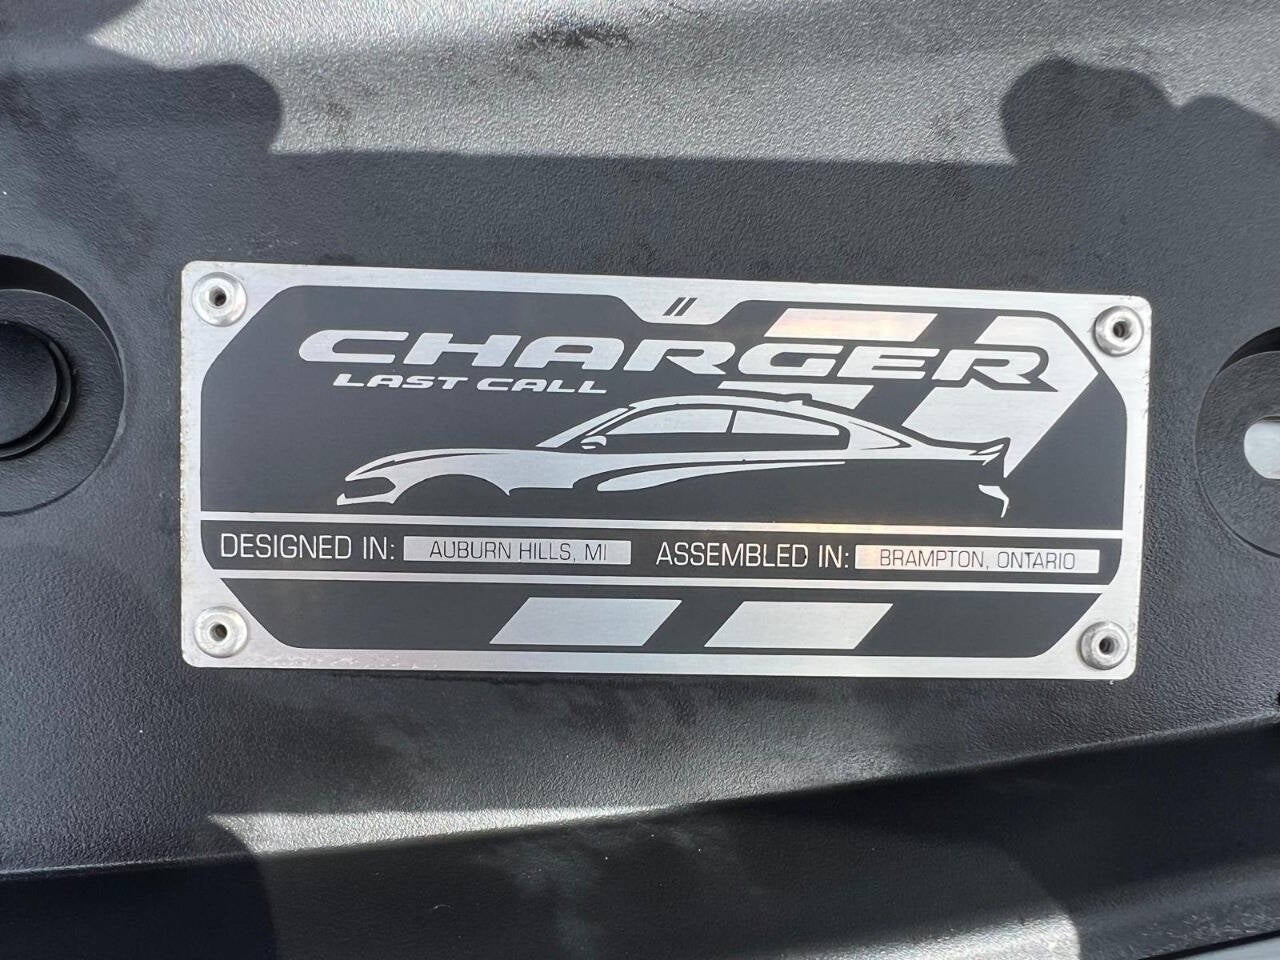 CHARGER
LAST CALL
DESIGNED IN: AUBURN HILLS, MI ASSEMBLED IN: BRAMPTON, ONTARIO